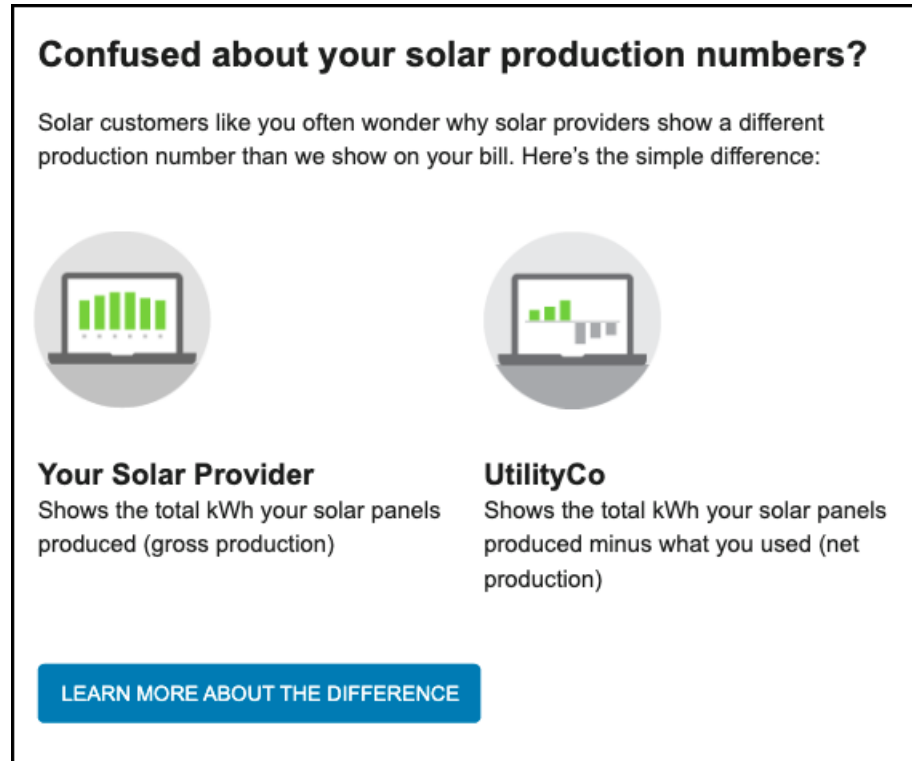 Confused about your solar production numbers?
Solar customers like you often wonder why solar providers show a different
production number than we show on your bill. Here's the simple difference:
Your Solar Provider
Shows the total kWh your solar panels
produced (gross production)
UtilityCo
Shows the total kWh your solar panels
produced minus what you used (net
production)
LEARN MORE ABOUT THE DIFFERENCE